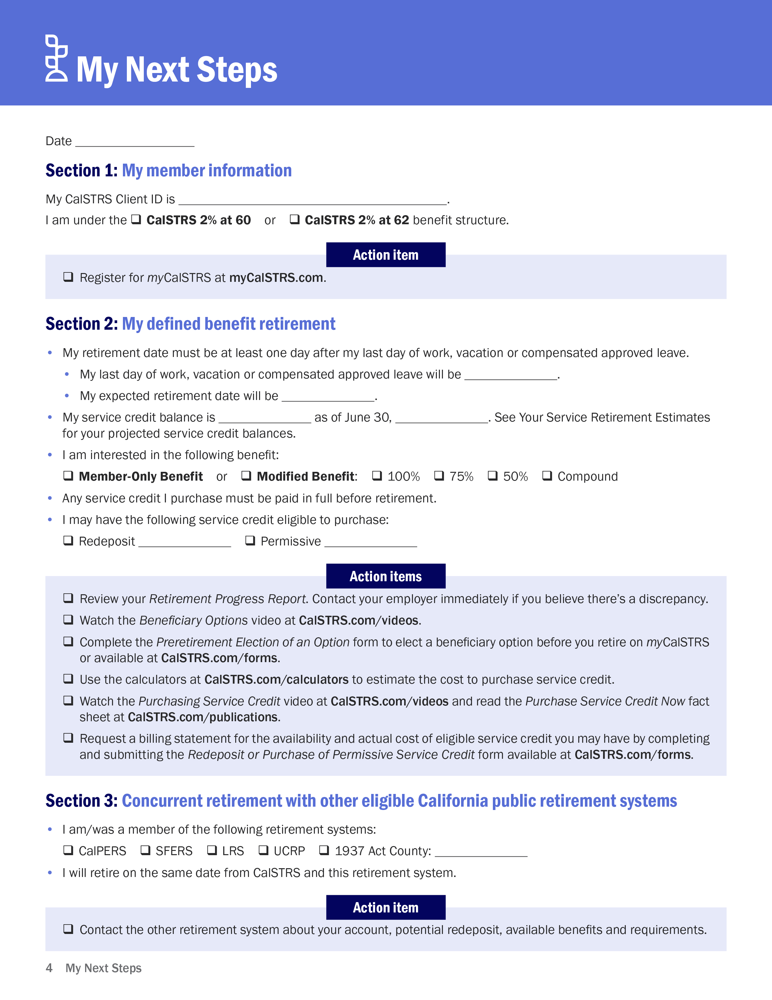 My Next Steps
Date ____________________
Section 1: My member information
My CalSTRS Client ID is ____________________________________________.
I am under the ❑ CalSTRS 2% at 60 or ❑ CalSTRS 2% at 62 benefit structure.
Action item
❑ Register for myCalSTRS at myCalSTRS.com.
Section 2: My defined benefit retirement
• My retirement date must be at least one day after my last day of work, vacation or compensated approved leave.
• My last day of work, vacation or compensated approved leave will be _______________.
• My expected retirement date will be _______________.
• My service credit balance is _______________ as of June 30, _______________. See Your Service Retirement Estimates
for your projected service credit balances.
• I am interested in the following benefit:
❑ Member-Only Benefit or ❑ Modified Benefit: ❑ 100% ❑ 75% ❑ 50% ❑ Compound
• Any service credit I purchase must be paid in full before retirement.
• I may have the following service credit eligible to purchase:
❑ Redeposit _______________ ❑ Permissive _______________
Action items
❑ Review your Retirement Progress Report. Contact your employer immediately if you believe there’s a discrepancy.
❑ Watch the Beneficiary Options video at CalSTRS.com/videos.
❑ Complete the Preretirement Election of an Option form to elect a beneficiary option before you retire on myCalSTRS
or available at CalSTRS.com/forms.
❑ Use the calculators at CalSTRS.com/calculators to estimate the cost to purchase service credit.
❑ Watch the Purchasing Service Credit video at CalSTRS.com/videos and read the Purchase Service Credit Now fact
sheet at CalSTRS.com/publications.
❑ Request a billing statement for the availability and actual cost of eligible service credit you may have by completing
and submitting the Redeposit or Purchase of Permissive Service Credit form available at CalSTRS.com/forms.
Section 3: Concurrent retirement with other eligible California public retirement systems
• I am/was a member of the following retirement systems:
❑ CalPERS ❑ SFERS ❑ LRS ❑ UCRP ❑ 1937 Act County: _______________
• I will retire on the same date from CalSTRS and this retirement system.
Action item
❑ Contact the other retirement system about your account, potential redeposit, available benefits and requirements.
4 My Next Steps